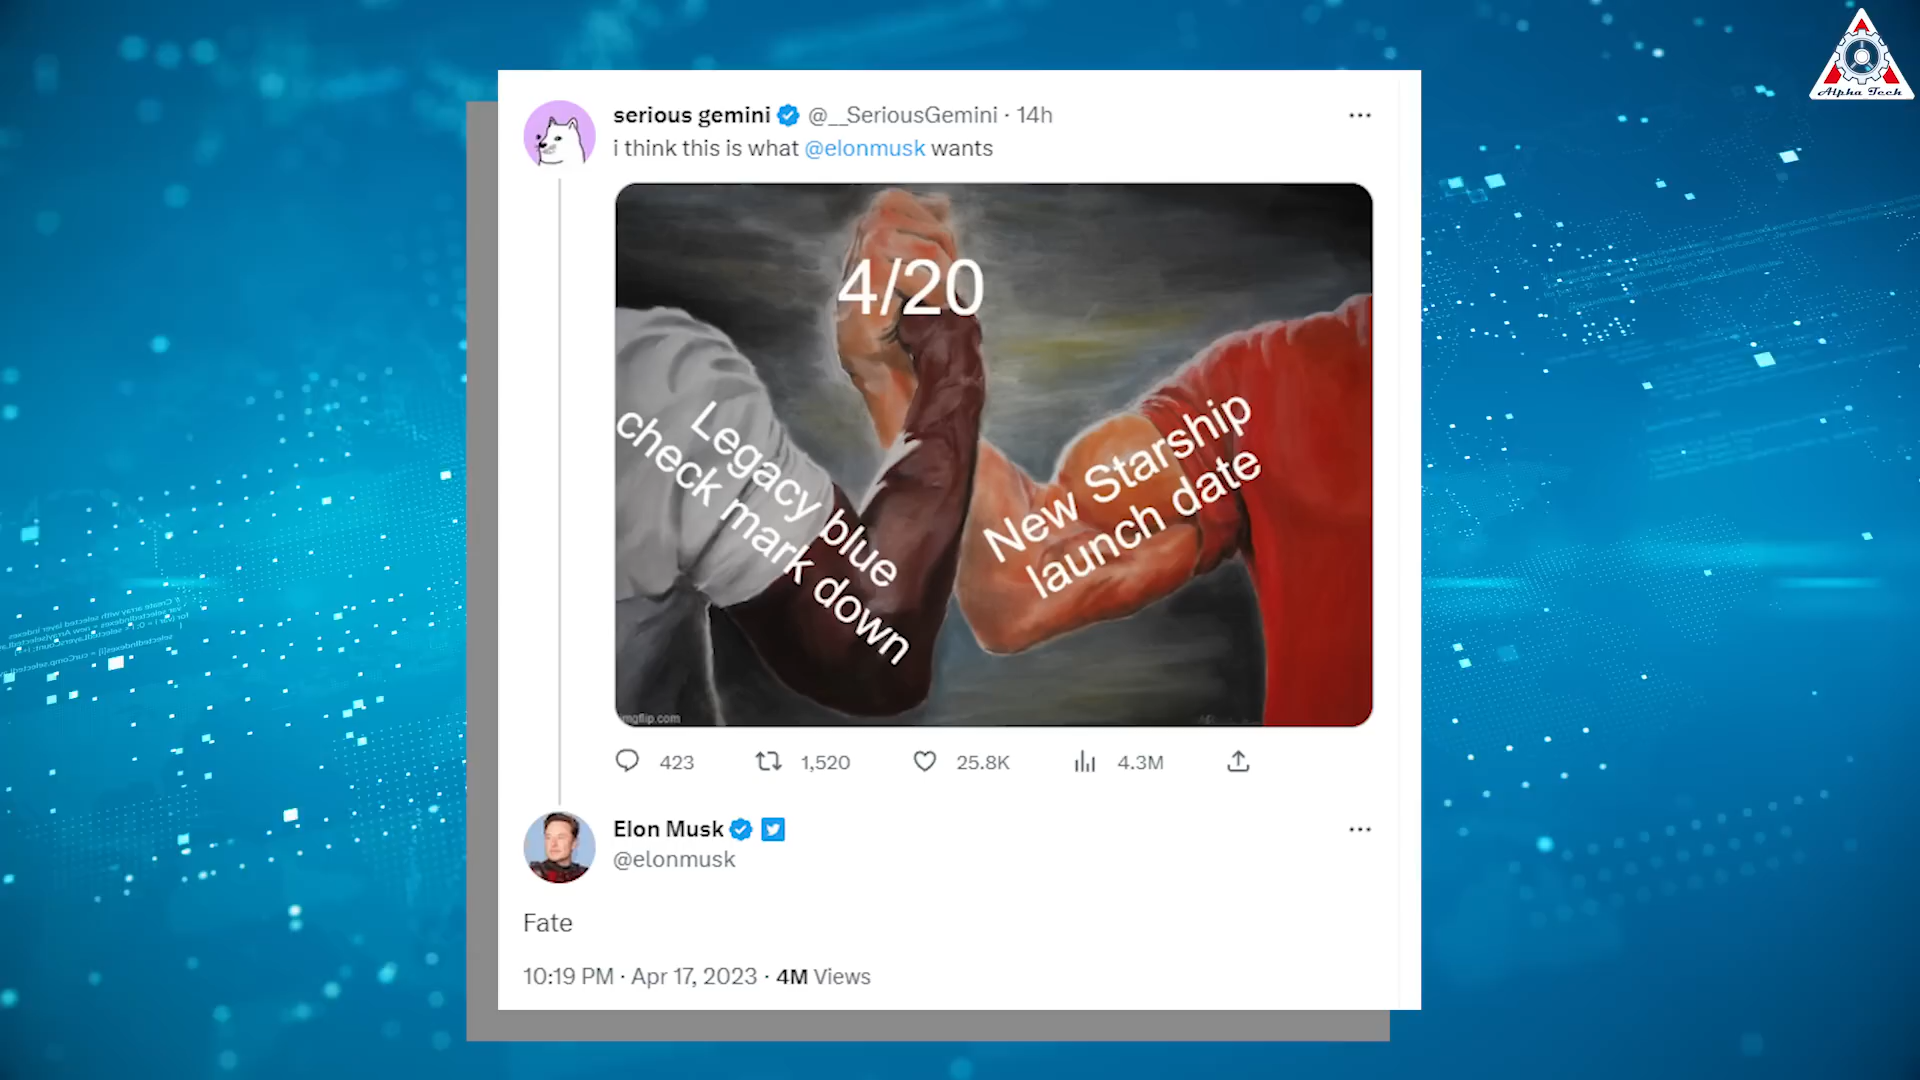 Alpha Tech
serious gemini @__SeriousGemini · 14h
i think this is what @elonmusk wants
4/20
Legacy blue
check mark down
New Starship
launch date
imgflip.com
423 1,520 25.8K 4.3M
Elon Musk
@elonmusk
Fate
10:19 PM · Apr 17, 2023 · 4M Views